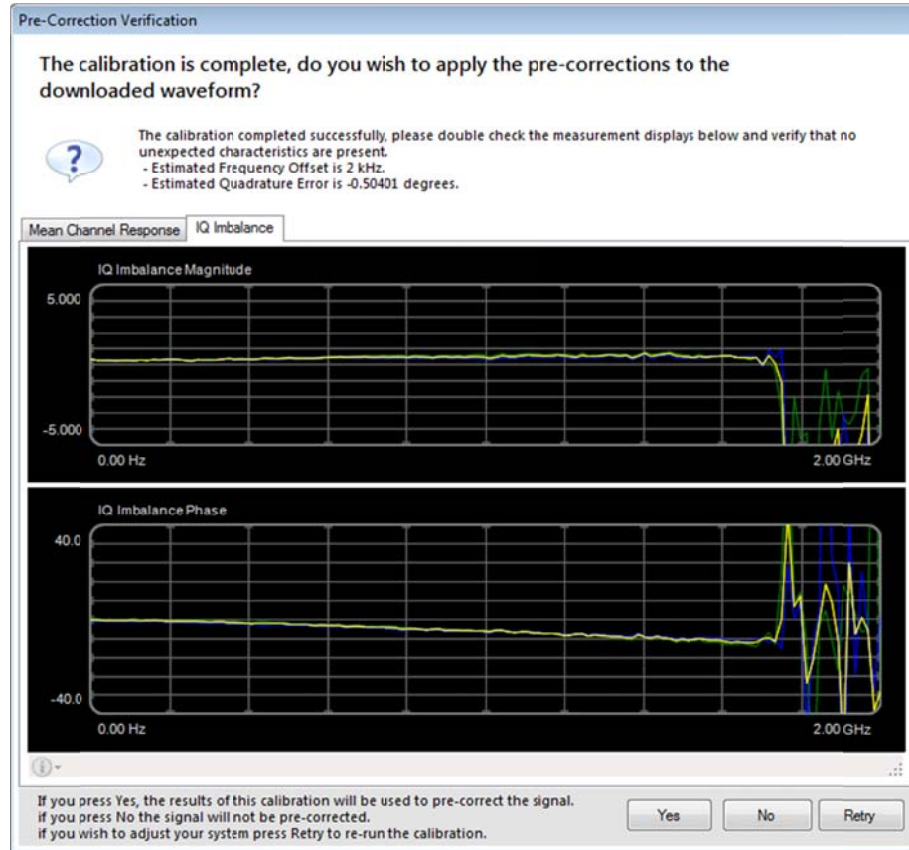 Pre-Correction Verification
The calibration is complete, do you wish to apply the pre-corrections to the
downloaded waveform?
The calibration completed successfully, please double check the measurement displays below and verify that no
unexpected characteristics are present.
- Estimated Frequency Offset is 2 kHz.
- Estimated Quadrature Error is -0.50401 degrees.
Mean Channel Response
IQ Imbalance
IQ Imbalance Magnitude
5.000
-5.000
0.00 Hz
2.00 GHz
IQ Imbalance Phase
40.0
-40.0
0.00 Hz
2.00 GHz
If you press Yes, the results of this calibration will be used to pre-correct the signal.
if you press No the signal will not be pre-corrected.
if you wish to adjust your system press Retry to re-run the calibration.
Yes
No
Retry